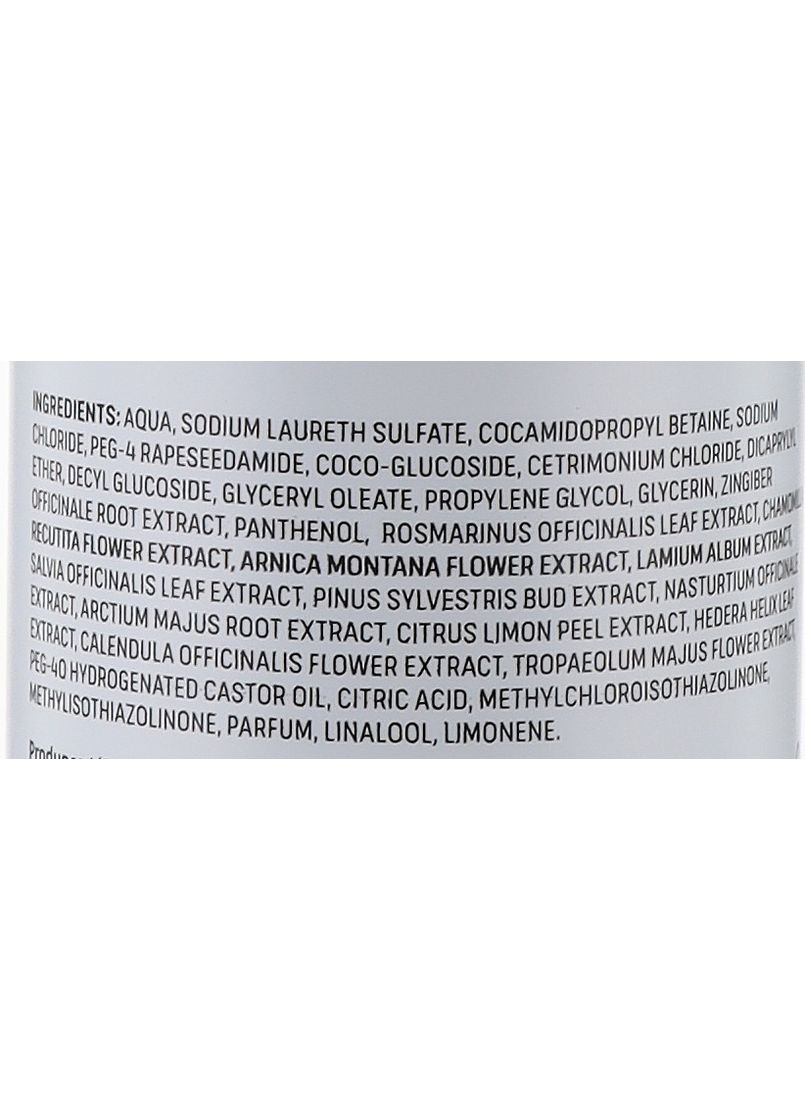 INGREDIENTS: AQUA, SODIUM LAURETH SULFATE, COCAMIDOPROPYL BETAINE, SODIUM
CHLORIDE, PEG-4 RAPESEEDAMIDE, COCO-GLUCOSIDE, CETRIMONIUM CHLORIDE, DICAPRYLYL
ETHER, DECYL GLUCOSIDE, GLYCERYL OLEATE, PROPYLENE GLYCOL, GLYCERIN, ZINGIBER
OFFICINALE ROOT EXTRACT, PANTHENOL, ROSMARINUS OFFICINALIS LEAF EXTRACT,
RECUTITA FLOWER EXTRACT, ARNICA MONTANA FLOWER EXTRACT, LAMIUM ALBUM EXTRACT,
SALVIA OFFICINALIS LEAF EXTRACT, PINUS SYLVESTRIS BUD EXTRACT, NASTURTIUM OFFICINALE
EXTRACT, ARCTIUM MAJUS ROOT EXTRACT, CITRUS LIMON PEEL EXTRACT, HEDERA HELIX LEAF
EXTRACT, CALENDULA OFFICINALIS FLOWER EXTRACT, TROPAEOLUM MAJUS FLOWER EXTRACT,
PEG-40 HYDROGENATED CASTOR OIL, CITRIC ACID, METHYLCHLOROISOTHIAZOLINONE,
METHYLISOTHIAZOLINONE, PARFUM, LINALOOL, LIMONENE.